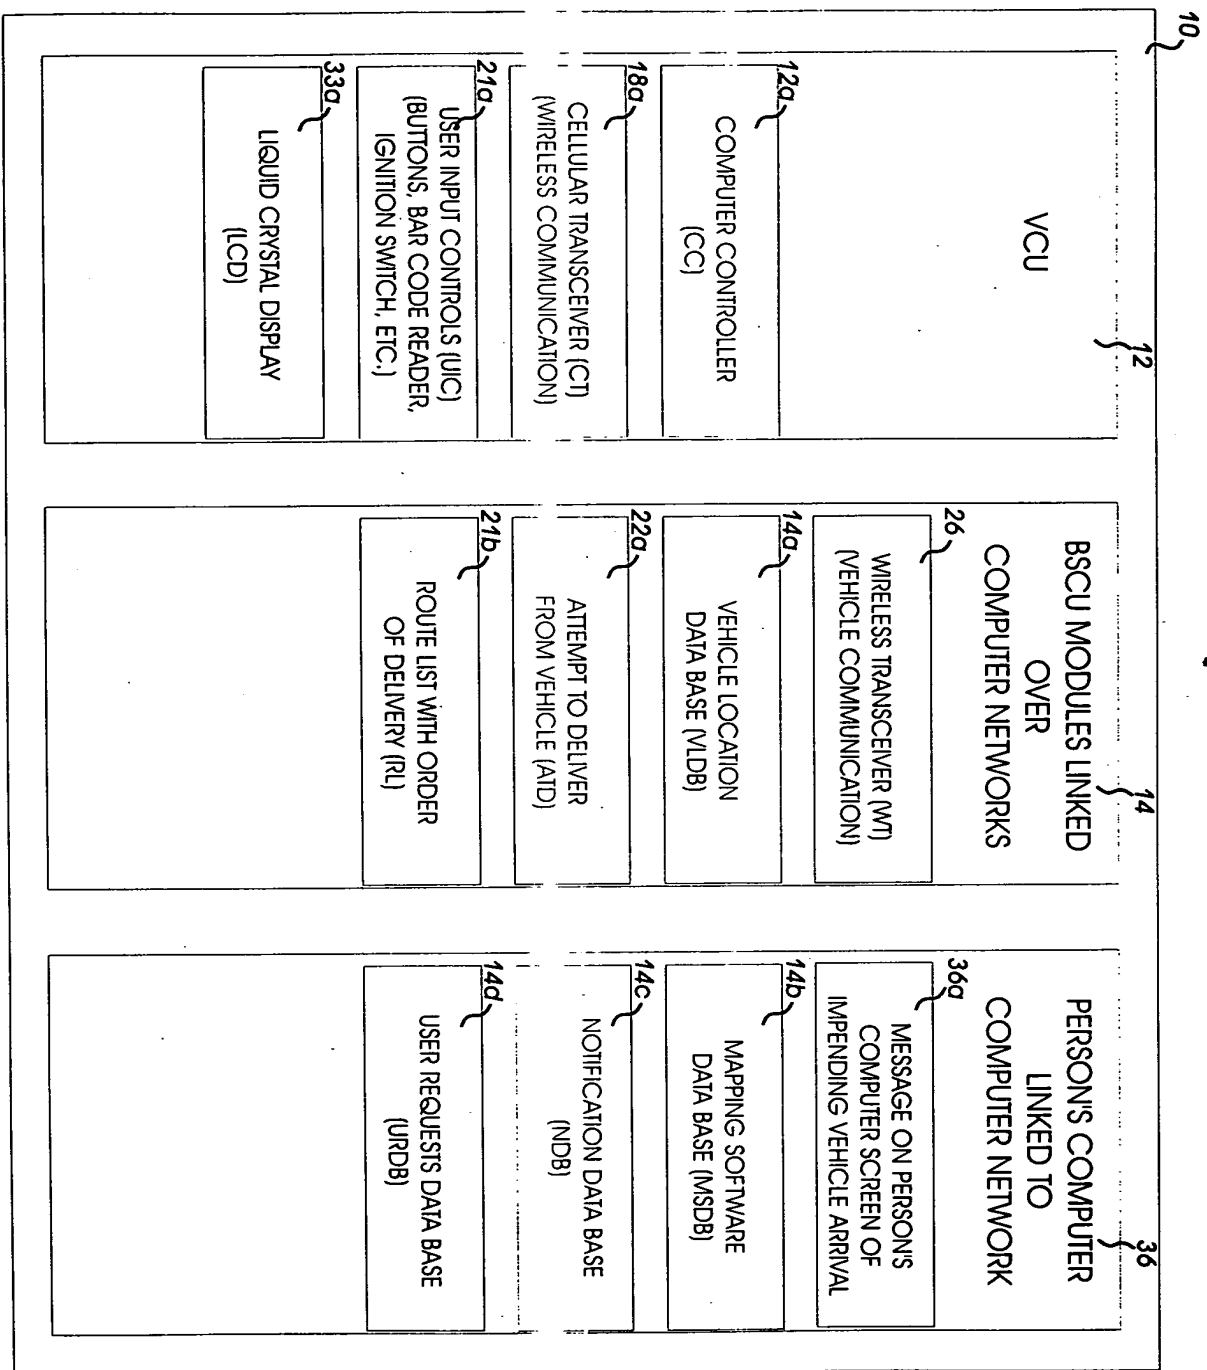 10
12
VCU
12a
COMPUTER CONTROLLER
(CC)
18a
CELLULAR TRANSCEIVER (CT)
(WIRELESS COMMUNICATION)
21a
USER INPUT CONTROLS (UIC)
(BUTTONS, BAR CODE READER,
IGNITION SWITCH, ETC.)
33a
LIQUID CRYSTAL DISPLAY
(LCD)
14
BSCU MODULES LINKED
OVER
COMPUTER NETWORKS
26
WIRELESS TRANSCEIVER (WT)
(VEHICLE COMMUNICATION)
14a
VEHICLE LOCATION
DATA BASE (VLDB)
22a
ATTEMPT TO DELIVER
FROM VEHICLE (ATD)
21b
ROUTE LIST WITH ORDER
OF DELIVERY (RL)
36
PERSON'S COMPUTER
LINKED TO
COMPUTER NETWORK
36a
MESSAGE ON PERSON'S
COMPUTER SCREEN OF
IMPENDING VEHICLE ARRIVAL
14b
MAPPING SOFTWARE
DATA BASE (MSDB)
14c
NOTIFICATION DATA BASE
(NDB)
14d
USER REQUESTS DATA BASE
(URDB)